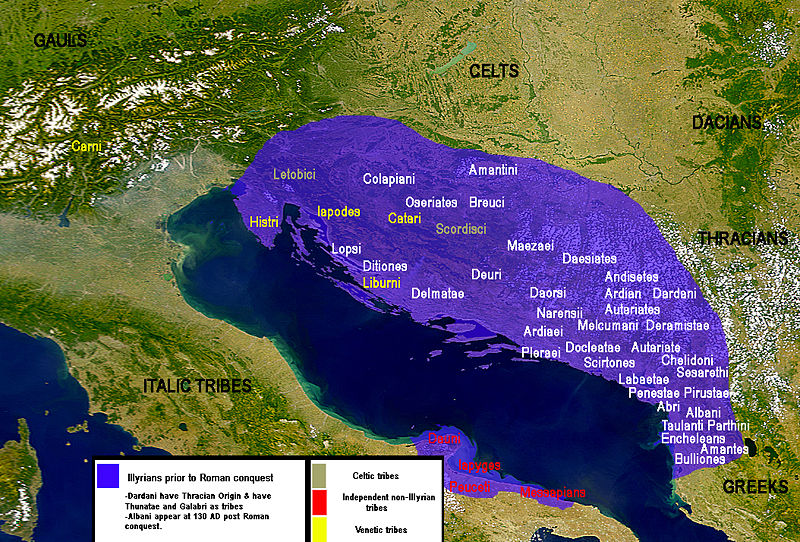 GAULS
CELTS
DACIANS
Carni
Amantini
Letobici
Colapiani
Oseriates
Breuci
Iapodes
Catari
Histri
Scordisci
THRACIANS
Lopsi
Maezaei
Daesiates
Ditiones
Deuri
Andisetes
Liburni
Delmatae
Daorsi
Ardian
Dardani
Narensii
Autariates
Ardiaei
Melcumani
Deramistae
Pleraei
Docleatae
Autariate
Scirtones
Chelidoni
Sesarethi
ITALIC TRIBES
Labaetae
Penestae
Pirustae
Abri
Albani
Taulanti
Parthini
Encheleans
Amantes
Bulliones
Iapyges
Peuceti
Messapians
GREEKS
Illyrians prior to Roman conquest
-Dardani have Thracian Origin & have
Thunatae and Galabri as tribes
-Albani appear at 130 AD post Roman
conquest.
Celtic tribes
Independent non-Illyrian
tribes
Venetic tribes